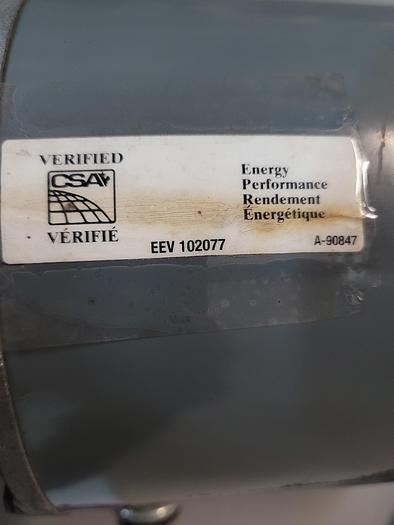 VERIFIED
CSA
VÉRIFIÉ
EEV 102077
Energy
Performance
Rendement
Énergétique
A-90847